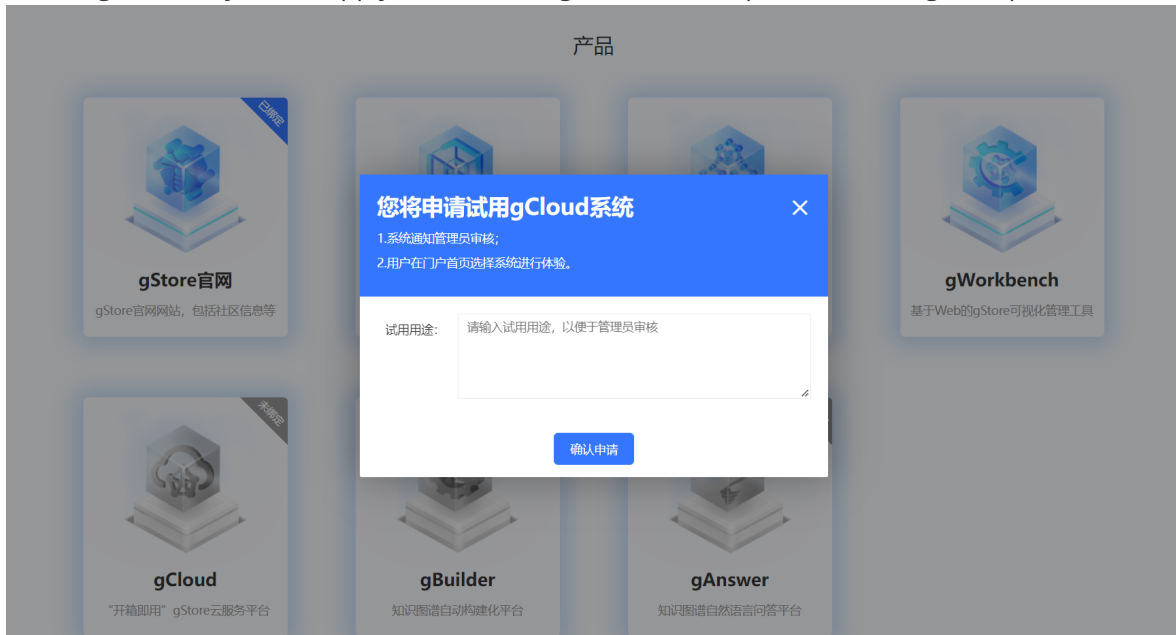 产品
已绑定
gStore官网
gStore官网网站，包括社区信息等
gWorkbench
基于Web的gStore可视化管理工具
您将申请试用gCloud系统
1.系统通知管理员审核；
2.用户在门户首页选择系统进行体验。
试用用途：
请输入试用用途，以便于管理员审核
确认申请
未绑定
gCloud
“开箱即用”gStore云服务平台
gBuilder
知识图谱自动构建化平台
gAnswer
知识图谱自然语言问答平台